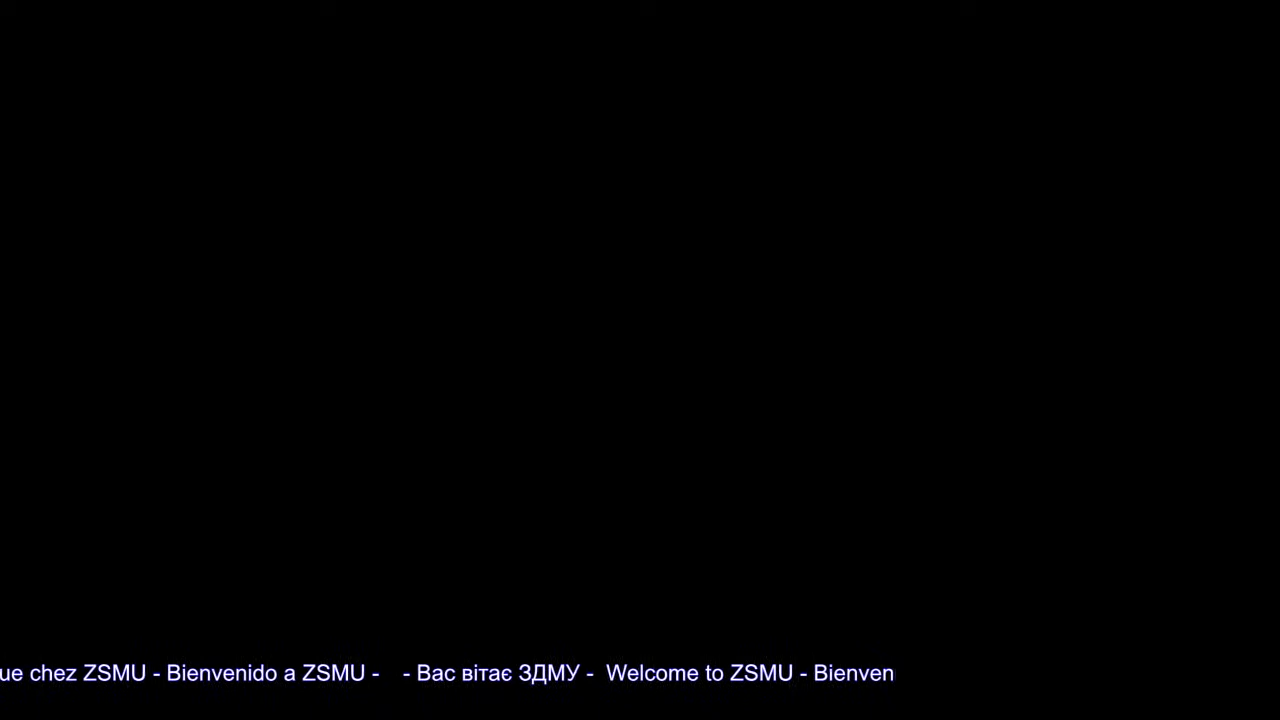 ue chez ZSMU - Bienvenido a ZSMU - - Вас вітає ЗДМУ - Welcome to ZSMU - Bienven